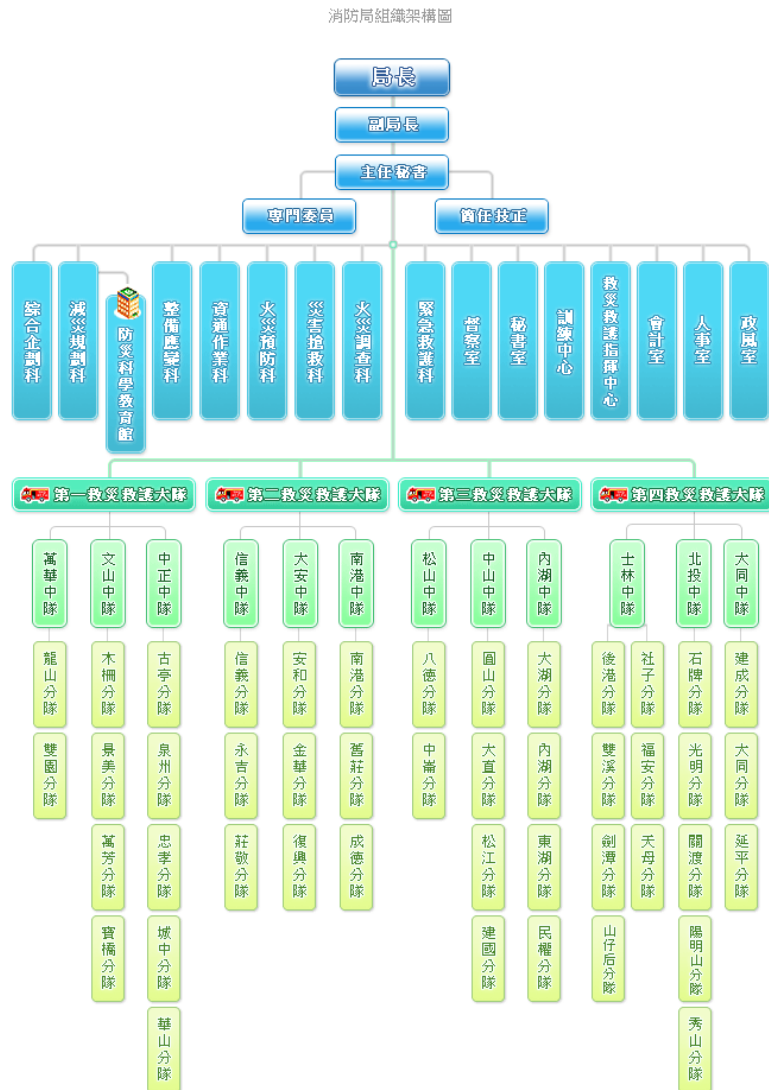 消防局組織架構圖
局長
副局長
主任秘書
專門委員
簡任技正
綜合企劃科
減災規劃科
防災科學教育館
整備應變科
資通作業科
火災預防科
災害搶救科
火災調查科
緊急救護科
督察室
秘書室
訓練中心
救災救護指揮中心
會計室
人事室
政風室
第一救災救護大隊
第二救災救護大隊
第三救災救護大隊
第四救災救護大隊
萬華中隊
文山中隊
中正中隊
信義中隊
大安中隊
南港中隊
松山中隊
中山中隊
內湖中隊
士林中隊
北投中隊
大同中隊
龍山分隊
木柵分隊
古亭分隊
信義分隊
安和分隊
南港分隊
八德分隊
圓山分隊
大湖分隊
後港分隊
社子分隊
石牌分隊
建成分隊
雙園分隊
景美分隊
泉州分隊
永吉分隊
金華分隊
舊莊分隊
中崙分隊
大直分隊
內湖分隊
雙溪分隊
福安分隊
光明分隊
大同分隊
萬芳分隊
忠孝分隊
莊敬分隊
復興分隊
成德分隊
松江分隊
東湖分隊
劍潭分隊
天母分隊
關渡分隊
延平分隊
寶橋分隊
城中分隊
建國分隊
民權分隊
山仔后分隊
陽明山分隊
華山分隊
秀山分隊